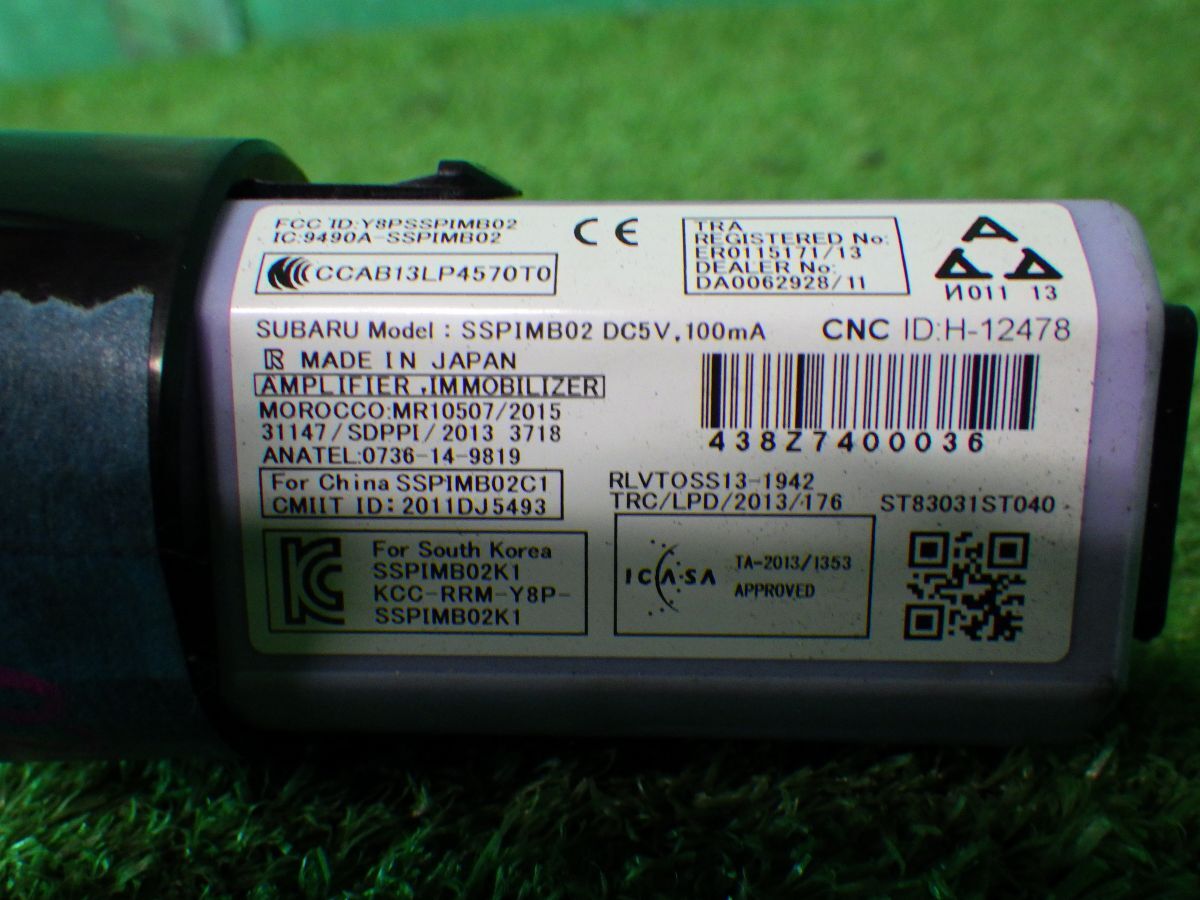 FCC ID:Y8PSSPIMB02
IC:9490A-SSPIMB02
CE
CCAB13LP4570T0
TRA
REGISTERED No:
ER0115171/13
DEALER No:
DA0062928/11
И011 13
SUBARU Model : SSPIMB02 DC5V,100mA
CNC ID:H-12478
R MADE IN JAPAN
AMPLIFIER,IMMOBILIZER
MOROCCO:MR10507/2015
31147/SDPPI/2013 3718
ANATEL:0736-14-9819
438Z7400036
For China SSPIMB02C1
CMIIT ID: 2011DJ5493
RLVTOSS13-1942
TRC/LPD/2013/176
ST83031ST040
For South Korea
SSPIMB02K1
KCC-RRM-Y8P-
SSPIMB02K1
ICASA
TA-2013/1353
APPROVED